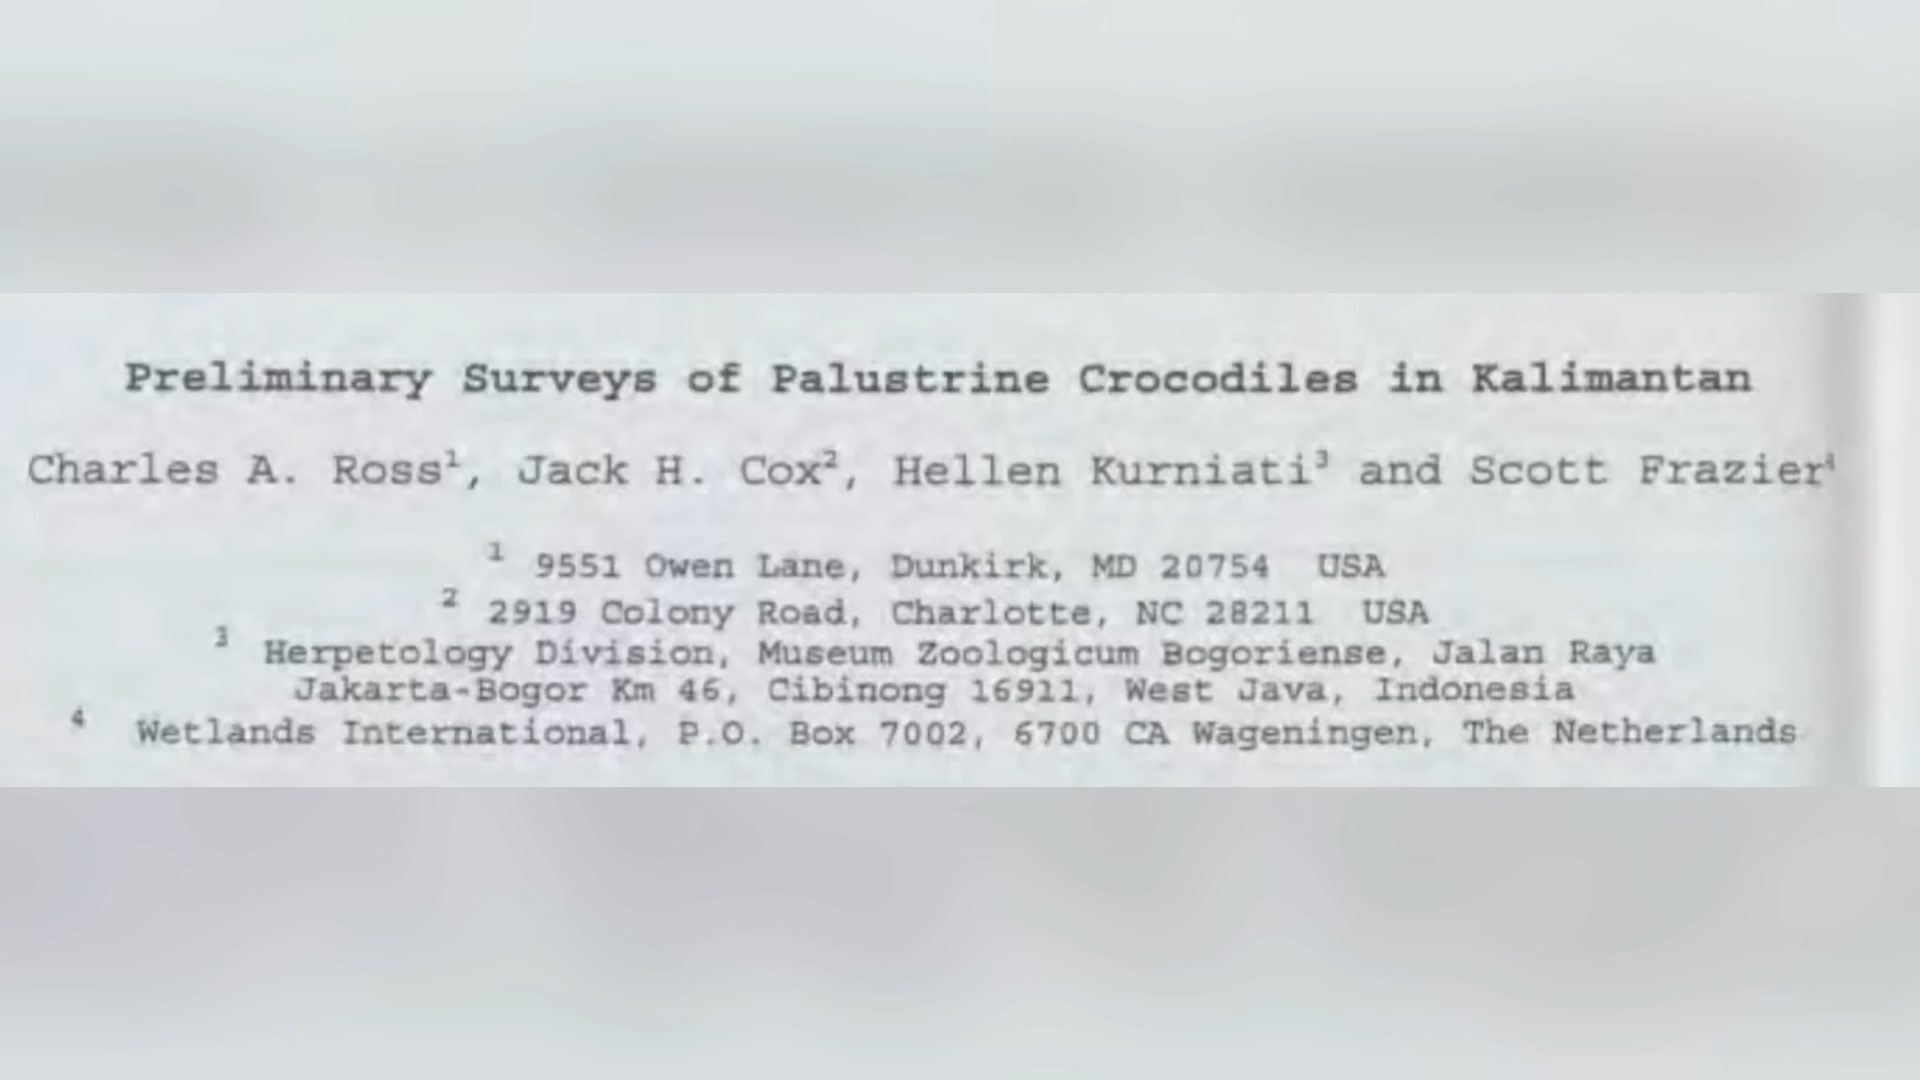 Preliminary Surveys of Palustrine Crocodiles in Kalimantan
Charles A. Ross¹, Jack H. Cox², Hellen Kurniati³ and Scott Frazier⁴
¹ 9551 Owen Lane, Dunkirk, MD 20754 USA
² 2919 Colony Road, Charlotte, NC 28211 USA
³ Herpetology Division, Museum Zoologicum Bogoriense, Jalan Raya
Jakarta-Bogor Km 46, Cibinong 16911, West Java, Indonesia
⁴ Wetlands International, P.O. Box 7002, 6700 CA Wageningen, The Netherlands